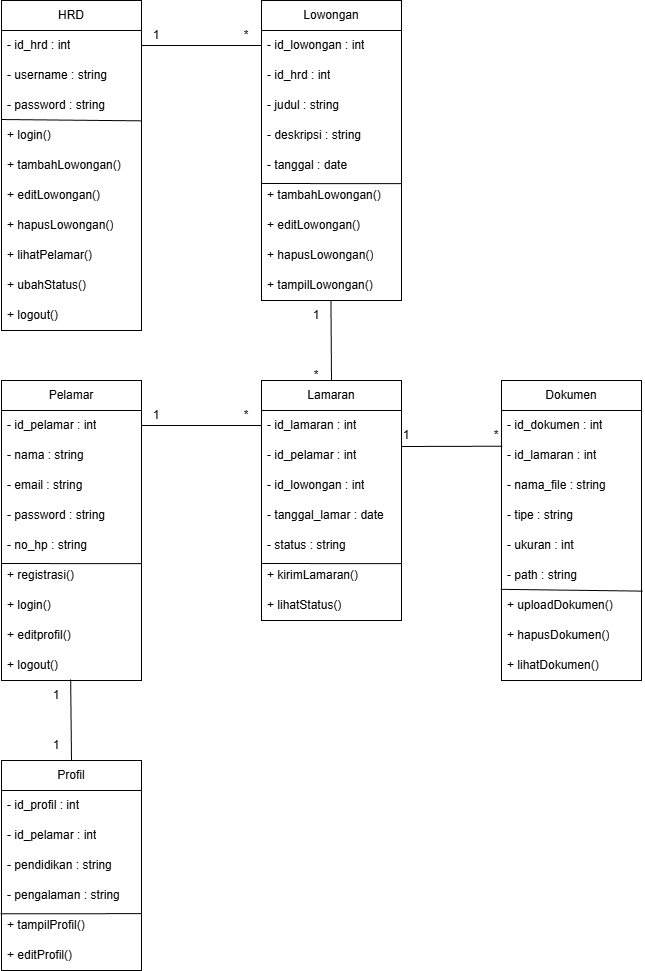 HRD
- id_hrd : int
- username : string
- password : string
+ login()
+ tambahLowongan()
+ editLowongan()
+ hapusLowongan()
+ lihatPelamar()
+ ubahStatus()
+ logout()
1
*
Lowongan
- id_lowongan : int
- id_hrd : int
- judul : string
- deskripsi : string
- tanggal : date
+ tambahLowongan()
+ editLowongan()
+ hapusLowongan()
+ tampilLowongan()
1
*
Pelamar
- id_pelamar : int
- nama : string
- email : string
- password : string
- no_hp : string
+ registrasi()
+ login()
+ editprofil()
+ logout()
1
*
Lamaran
- id_lamaran : int
- id_pelamar : int
- id_lowongan : int
- tanggal_lamar : date
- status : string
+ kirimLamaran()
+ lihatStatus()
1
*
Dokumen
- id_dokumen : int
- id_lamaran : int
- nama_file : string
- tipe : string
- ukuran : int
- path : string
+ uploadDokumen()
+ hapusDokumen()
+ lihatDokumen()
1
1
Profil
- id_profil : int
- id_pelamar : int
- pendidikan : string
- pengalaman : string
+ tampilProfil()
+ editProfil()